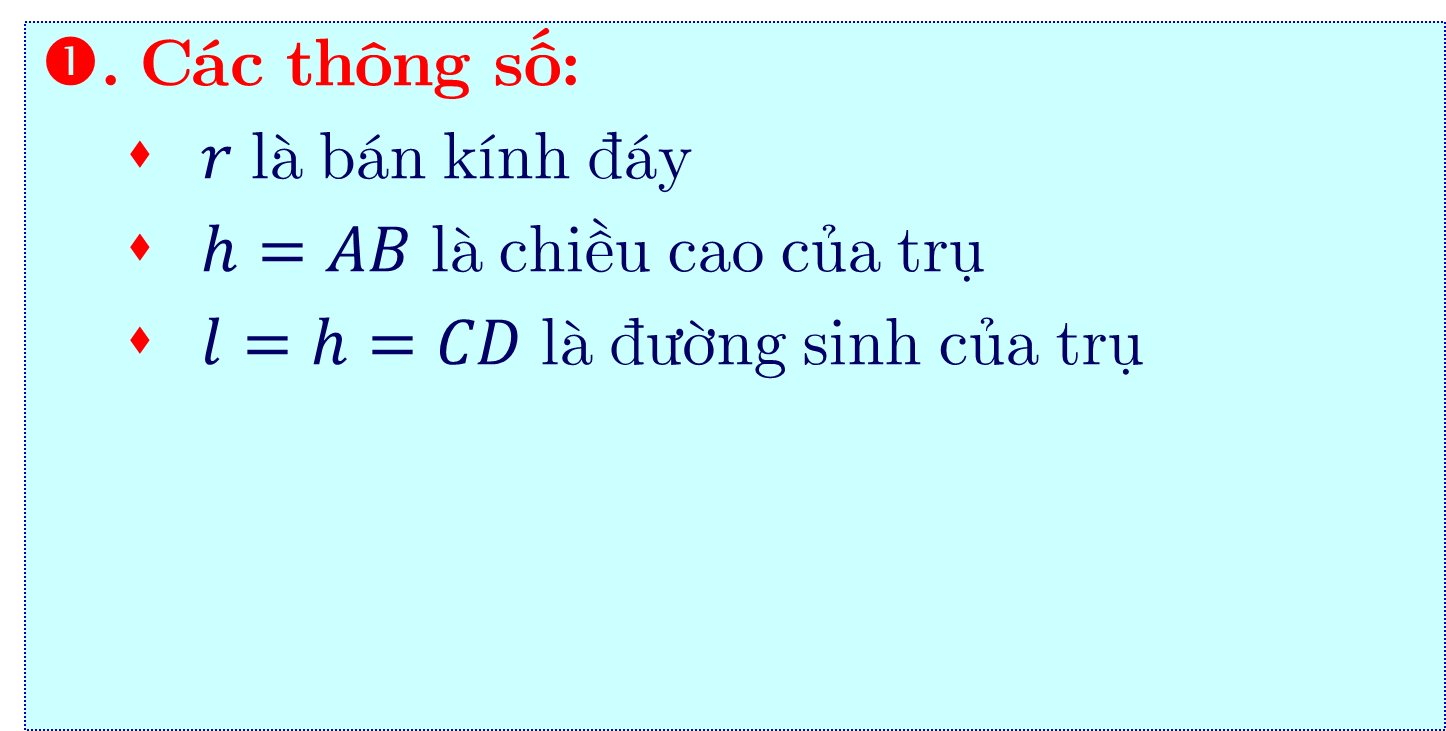 ❶. Các thông số:
♦ r là bán kính đáy
♦ h = AB là chiều cao của trụ
♦ l = h = CD là đường sinh của trụ